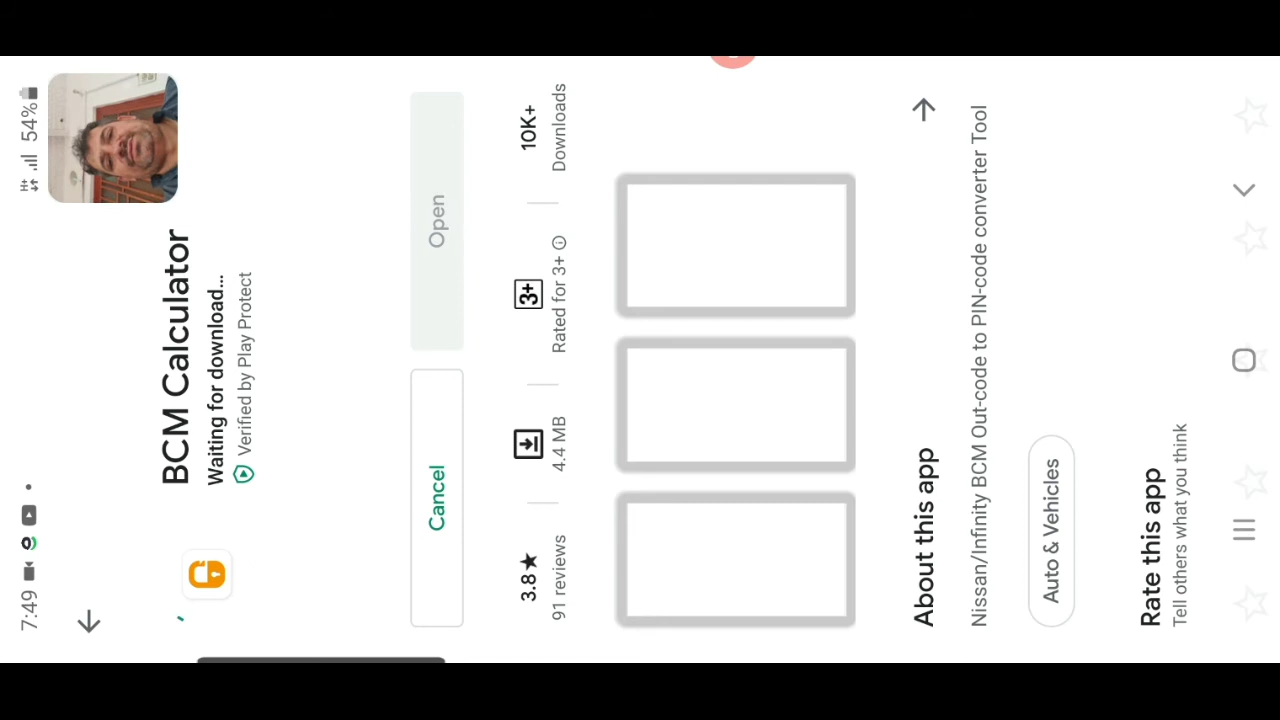 7:49
54%
BCM Calculator
Waiting for download...
Verified by Play Protect
Cancel
Open
3.8★
91 reviews
4.4 MB
3+
Rated for 3+
10K+
Downloads
About this app
Nissan/Infinity BCM Out-code to PIN-code converter Tool
Auto & Vehicles
Rate this app
Tell others what you think